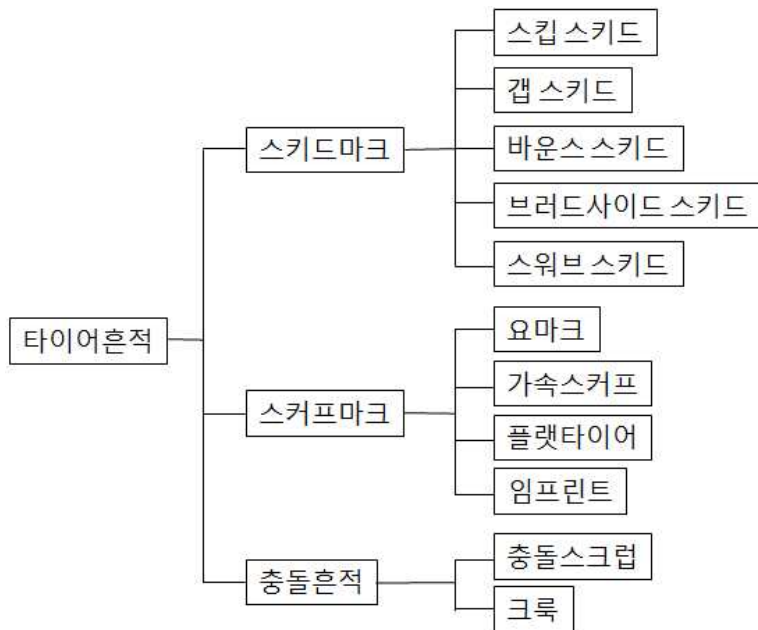 타이어흔적
스키드마크
스킵 스키드
갭 스키드
바운스 스키드
브러드사이드 스키드
스워브 스키드
스커프마크
요마크
가속스커프
플랫타이어
임프린트
충돌흔적
충돌스크럽
크룩